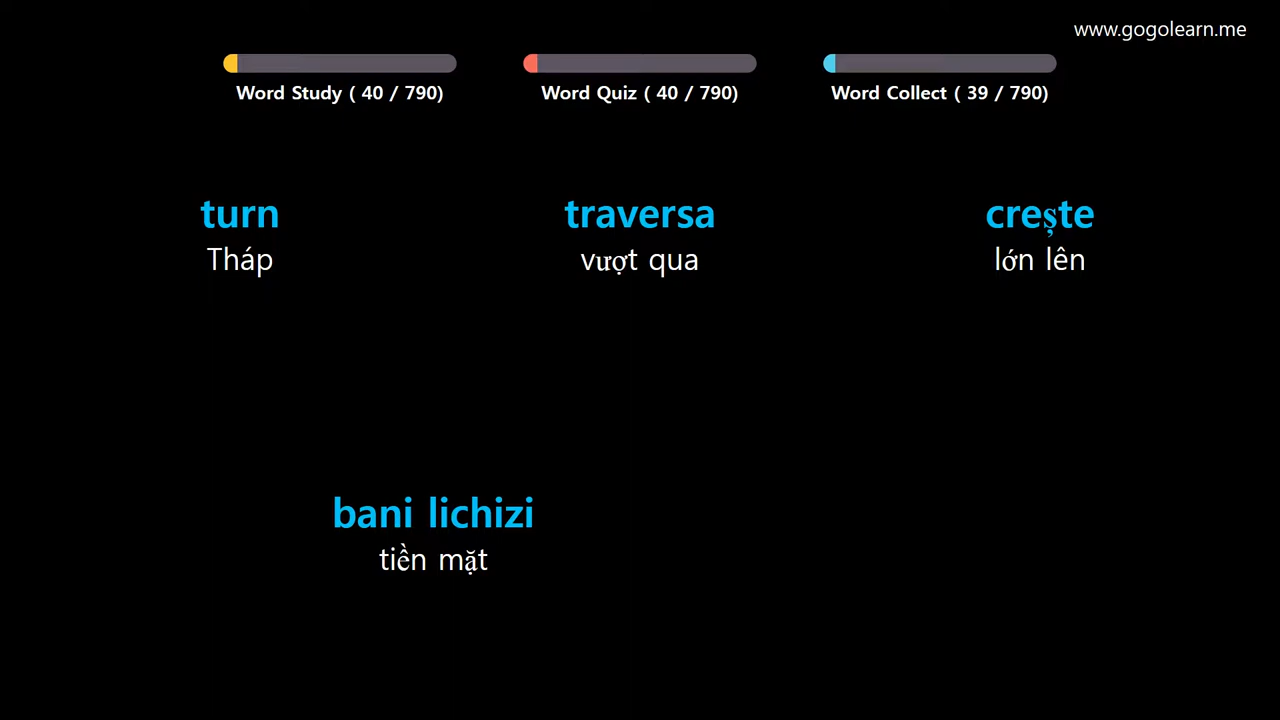 www.gogolearn.me
Word Study ( 40 / 790)
Word Quiz ( 40 / 790)
Word Collect ( 39 / 790)
turn
Tháp
traversa
vượt qua
crește
lớn lên
bani lichizi
tiền mặt